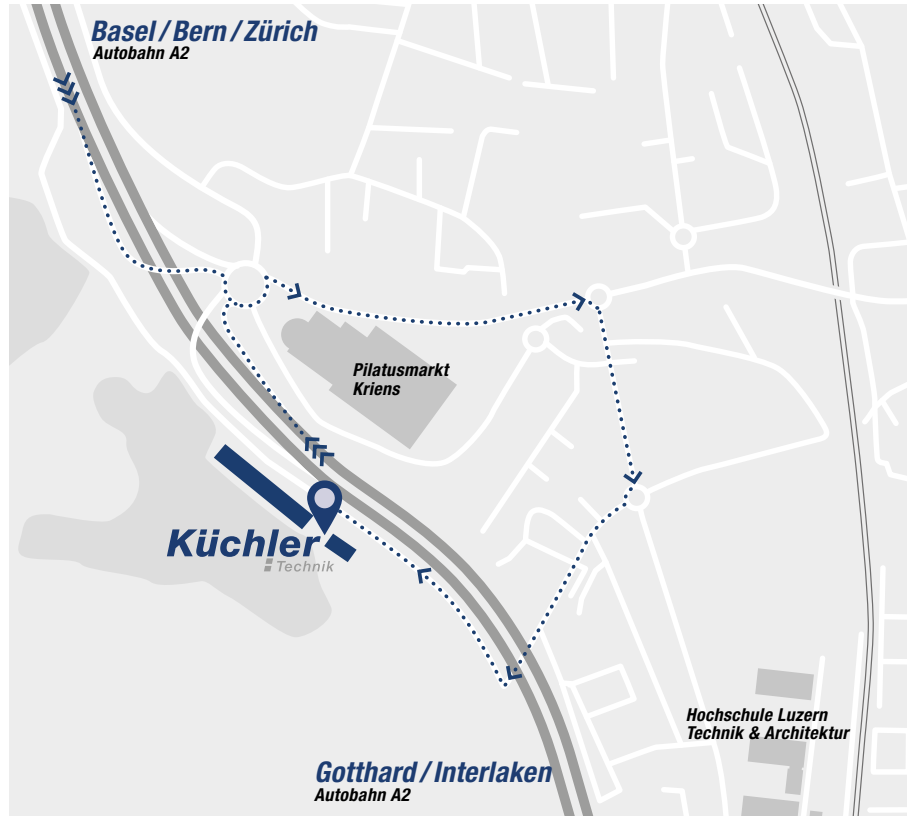 Basel / Bern / Zürich
Autobahn A2
Pilatusmarkt
Kriens
Küchler
Technik
Hochschule Luzern
Technik & Architektur
Gotthard / Interlaken
Autobahn A2